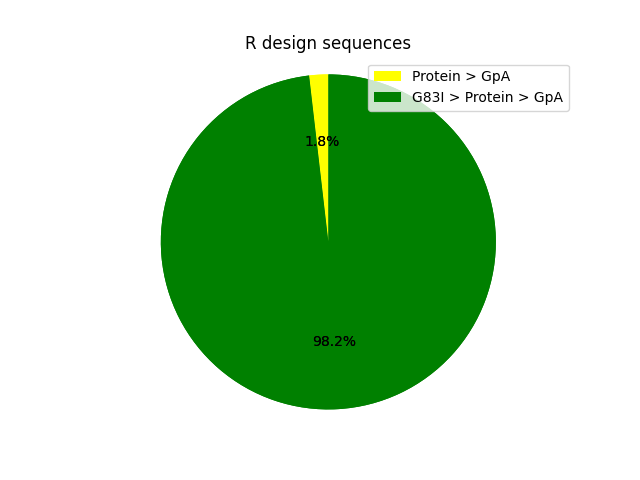 R design sequences
Protein > GpA
G83I > Protein > GpA
1.8%
98.2%